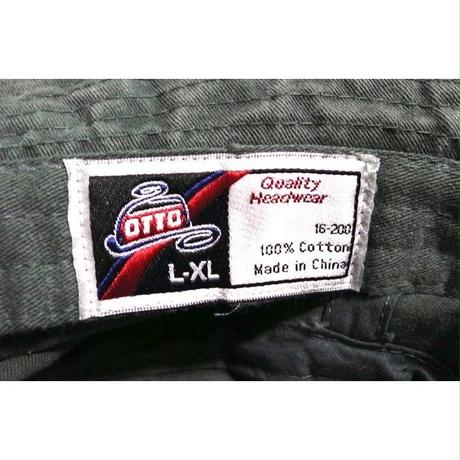 OTTO
L-XL
Quality
Headwear
16-200
100% Cotton
Made in China